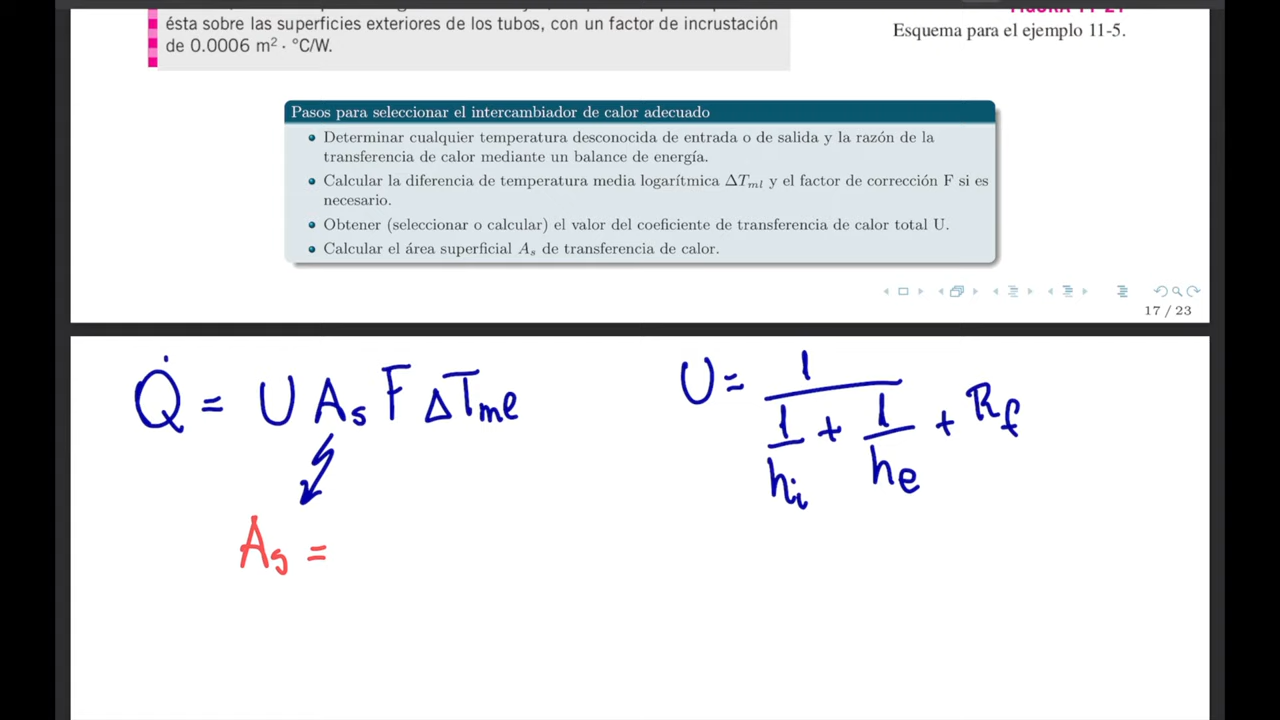 ésta sobre las superficies exteriores de los tubos, con un factor de incrustación
de 0.0006 m² · °C/W.
Esquema para el ejemplo 11-5.
Pasos para seleccionar el intercambiador de calor adecuado
Determinar cualquier temperatura desconocida de entrada o de salida y la razón de la
transferencia de calor mediante un balance de energía.
Calcular la diferencia de temperatura media logarítmica ΔT_ml y el factor de corrección F si es
necesario.
Obtener (seleccionar o calcular) el valor del coeficiente de transferencia de calor total U.
Calcular el área superficial A_s de transferencia de calor.
17 / 23
Q̇ = U A_s F ΔT_me
U = 1 / (1/h_i + 1/h_e + R_f)
A_s =